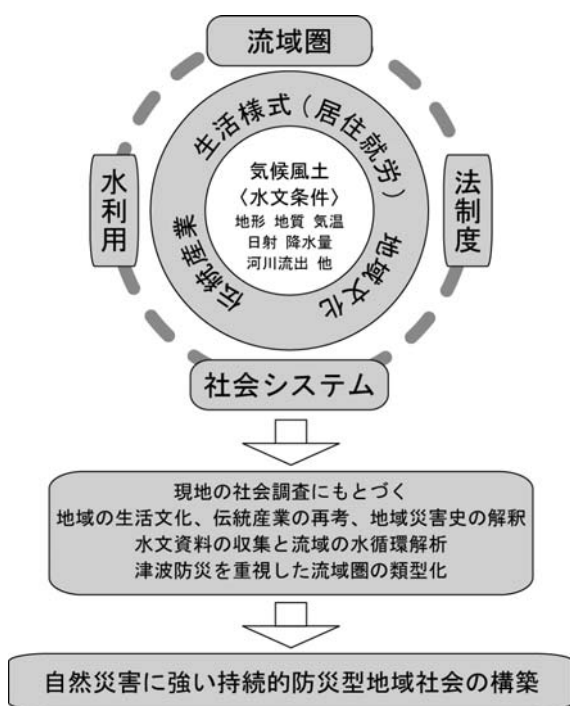 流域圏
生活様式（居住就労）
気候風土
〈水文条件〉
地形 地質 気温
日射 降水量
河川流出 他
水利用
法制度
伝統産業
地域文化
社会システム
現地の社会調査にもとづく
地域の生活文化、伝統産業の再考、地域災害史の解釈
水文資料の収集と流域の水循環解析
津波防災を重視した流域圏の類型化
自然災害に強い持続的防災型地域社会の構築